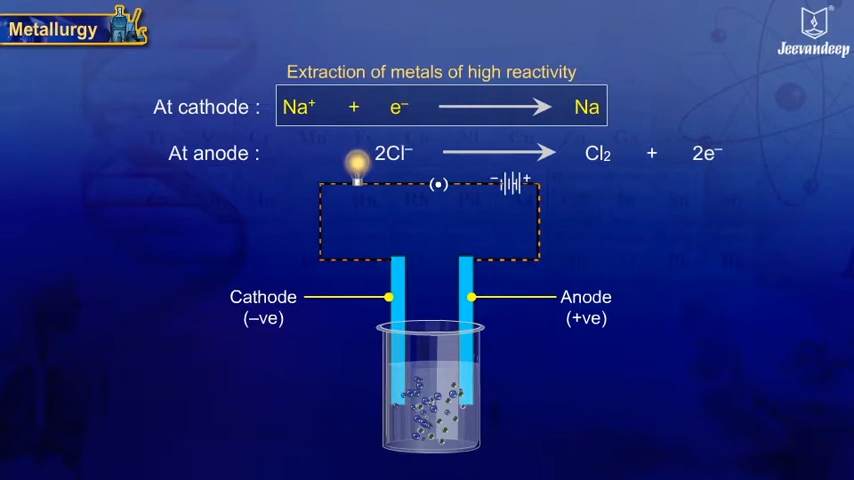 Metallurgy
Jeevandeep
Extraction of metals of high reactivity
At cathode : Na⁺ + e⁻ ⟶ Na
At anode : 2Cl⁻ ⟶ Cl₂ + 2e⁻
− +
Cathode
(–ve)
Anode
(+ve)